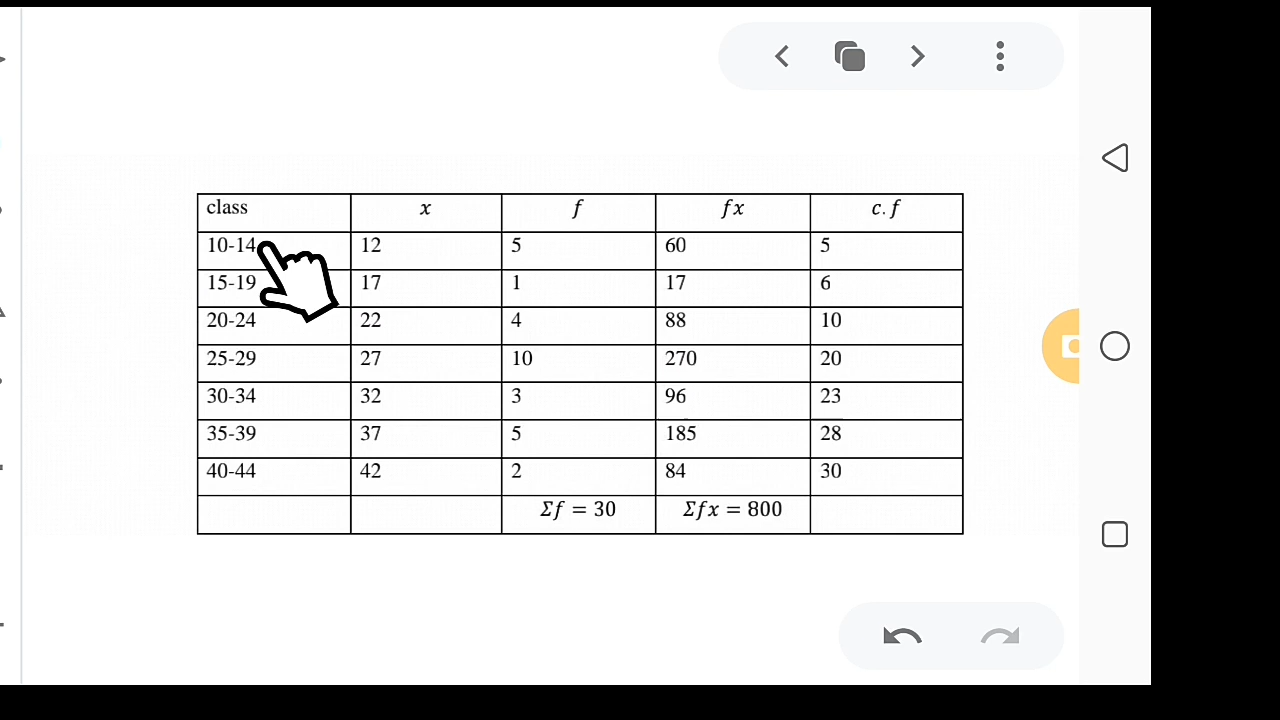 class x f fx c.f
10-14 12 5 60 5
15-19 17 1 17 6
20-24 22 4 88 10
25-29 27 10 270 20
30-34 32 3 96 23
35-39 37 5 185 28
40-44 42 2 84 30
Σf = 30 Σfx = 800